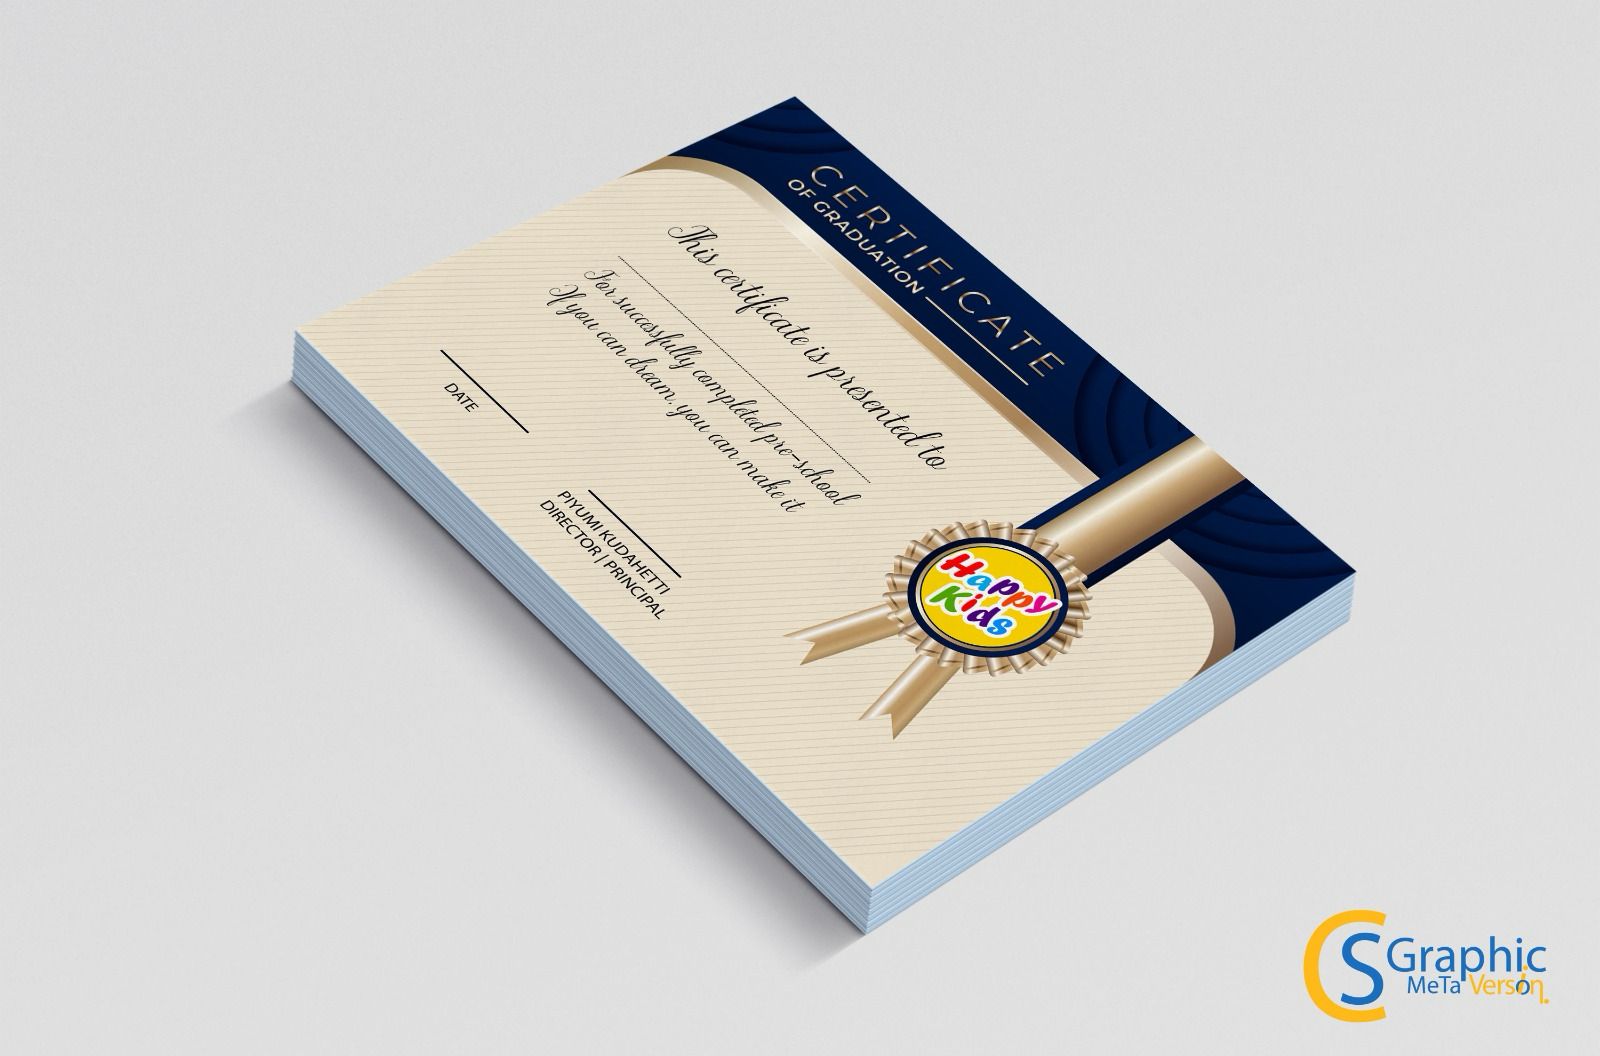 CERTIFICATE
OF GRADUATION
This certificate is presented to
For successfully completed pre-school
If you can dream, you can make it
DATE
PIYUMI KUDAHETTI
DIRECTOR | PRINCIPAL
Happy
Kids
CS Graphic
MeTa Version.